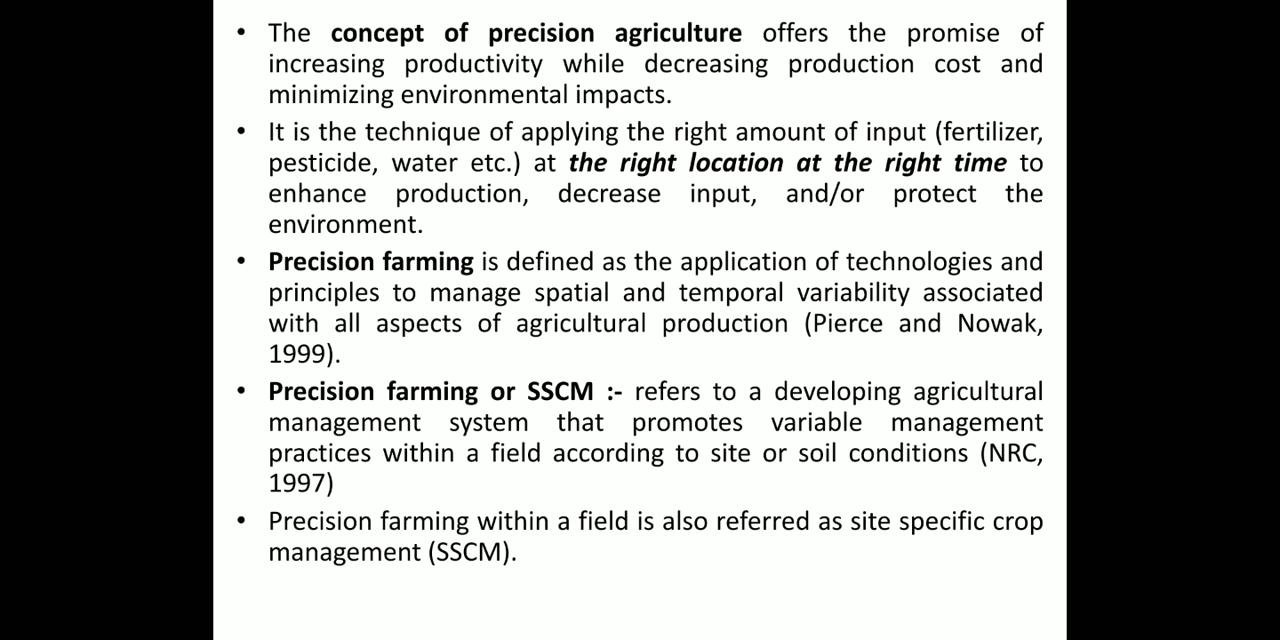 • The concept of precision agriculture offers the promise of
increasing productivity while decreasing production cost and
minimizing environmental impacts.
• It is the technique of applying the right amount of input (fertilizer,
pesticide, water etc.) at the right location at the right time to
enhance production, decrease input, and/or protect the
environment.
• Precision farming is defined as the application of technologies and
principles to manage spatial and temporal variability associated
with all aspects of agricultural production (Pierce and Nowak,
1999).
• Precision farming or SSCM :- refers to a developing agricultural
management system that promotes variable management
practices within a field according to site or soil conditions (NRC,
1997)
• Precision farming within a field is also referred as site specific crop
management (SSCM).